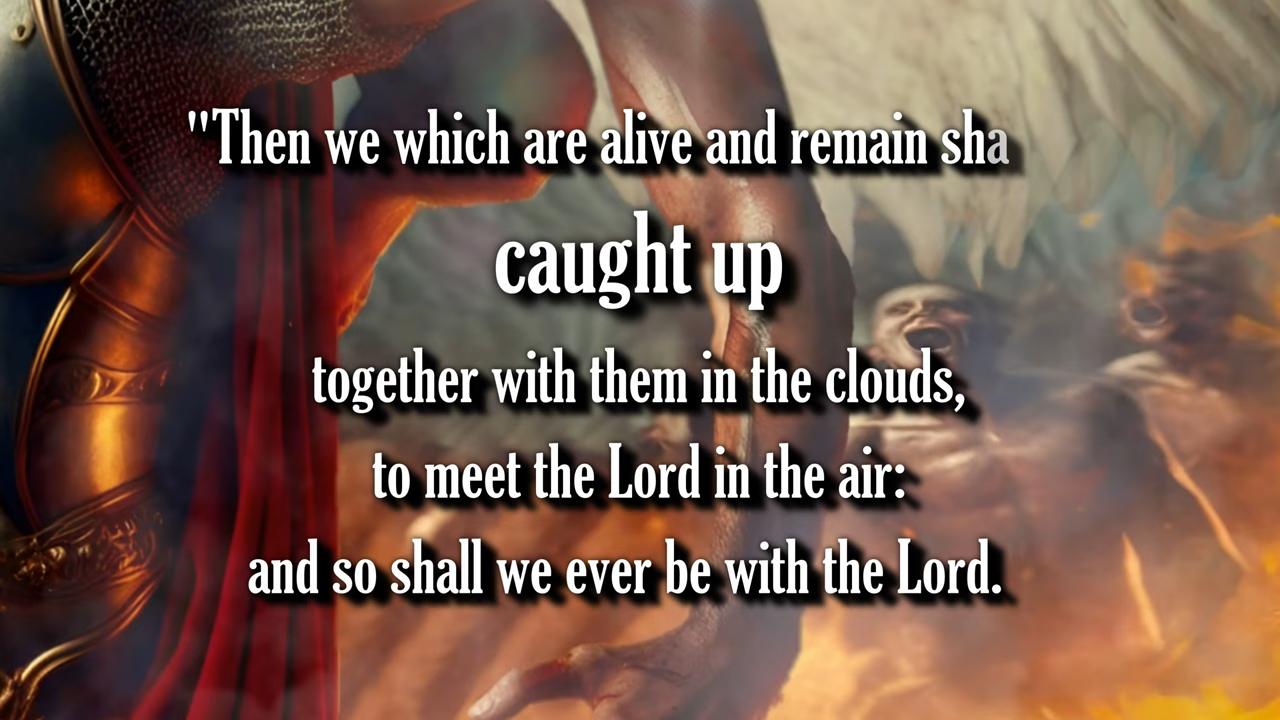 "Then we which are alive and remain sha
caught up
together with them in the clouds,
to meet the Lord in the air:
and so shall we ever be with the Lord.